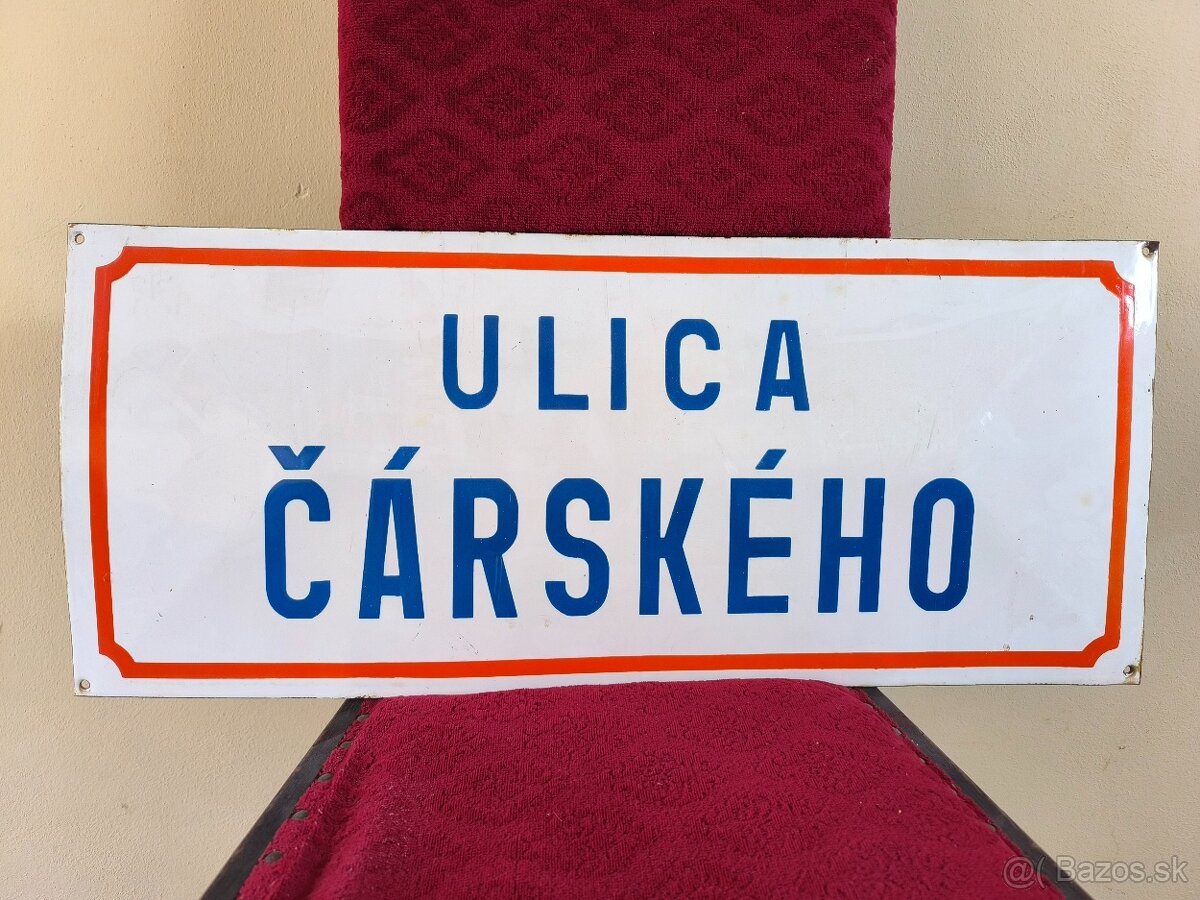 ULICA
ČÁRSKÉHO
@( Bazos.sk